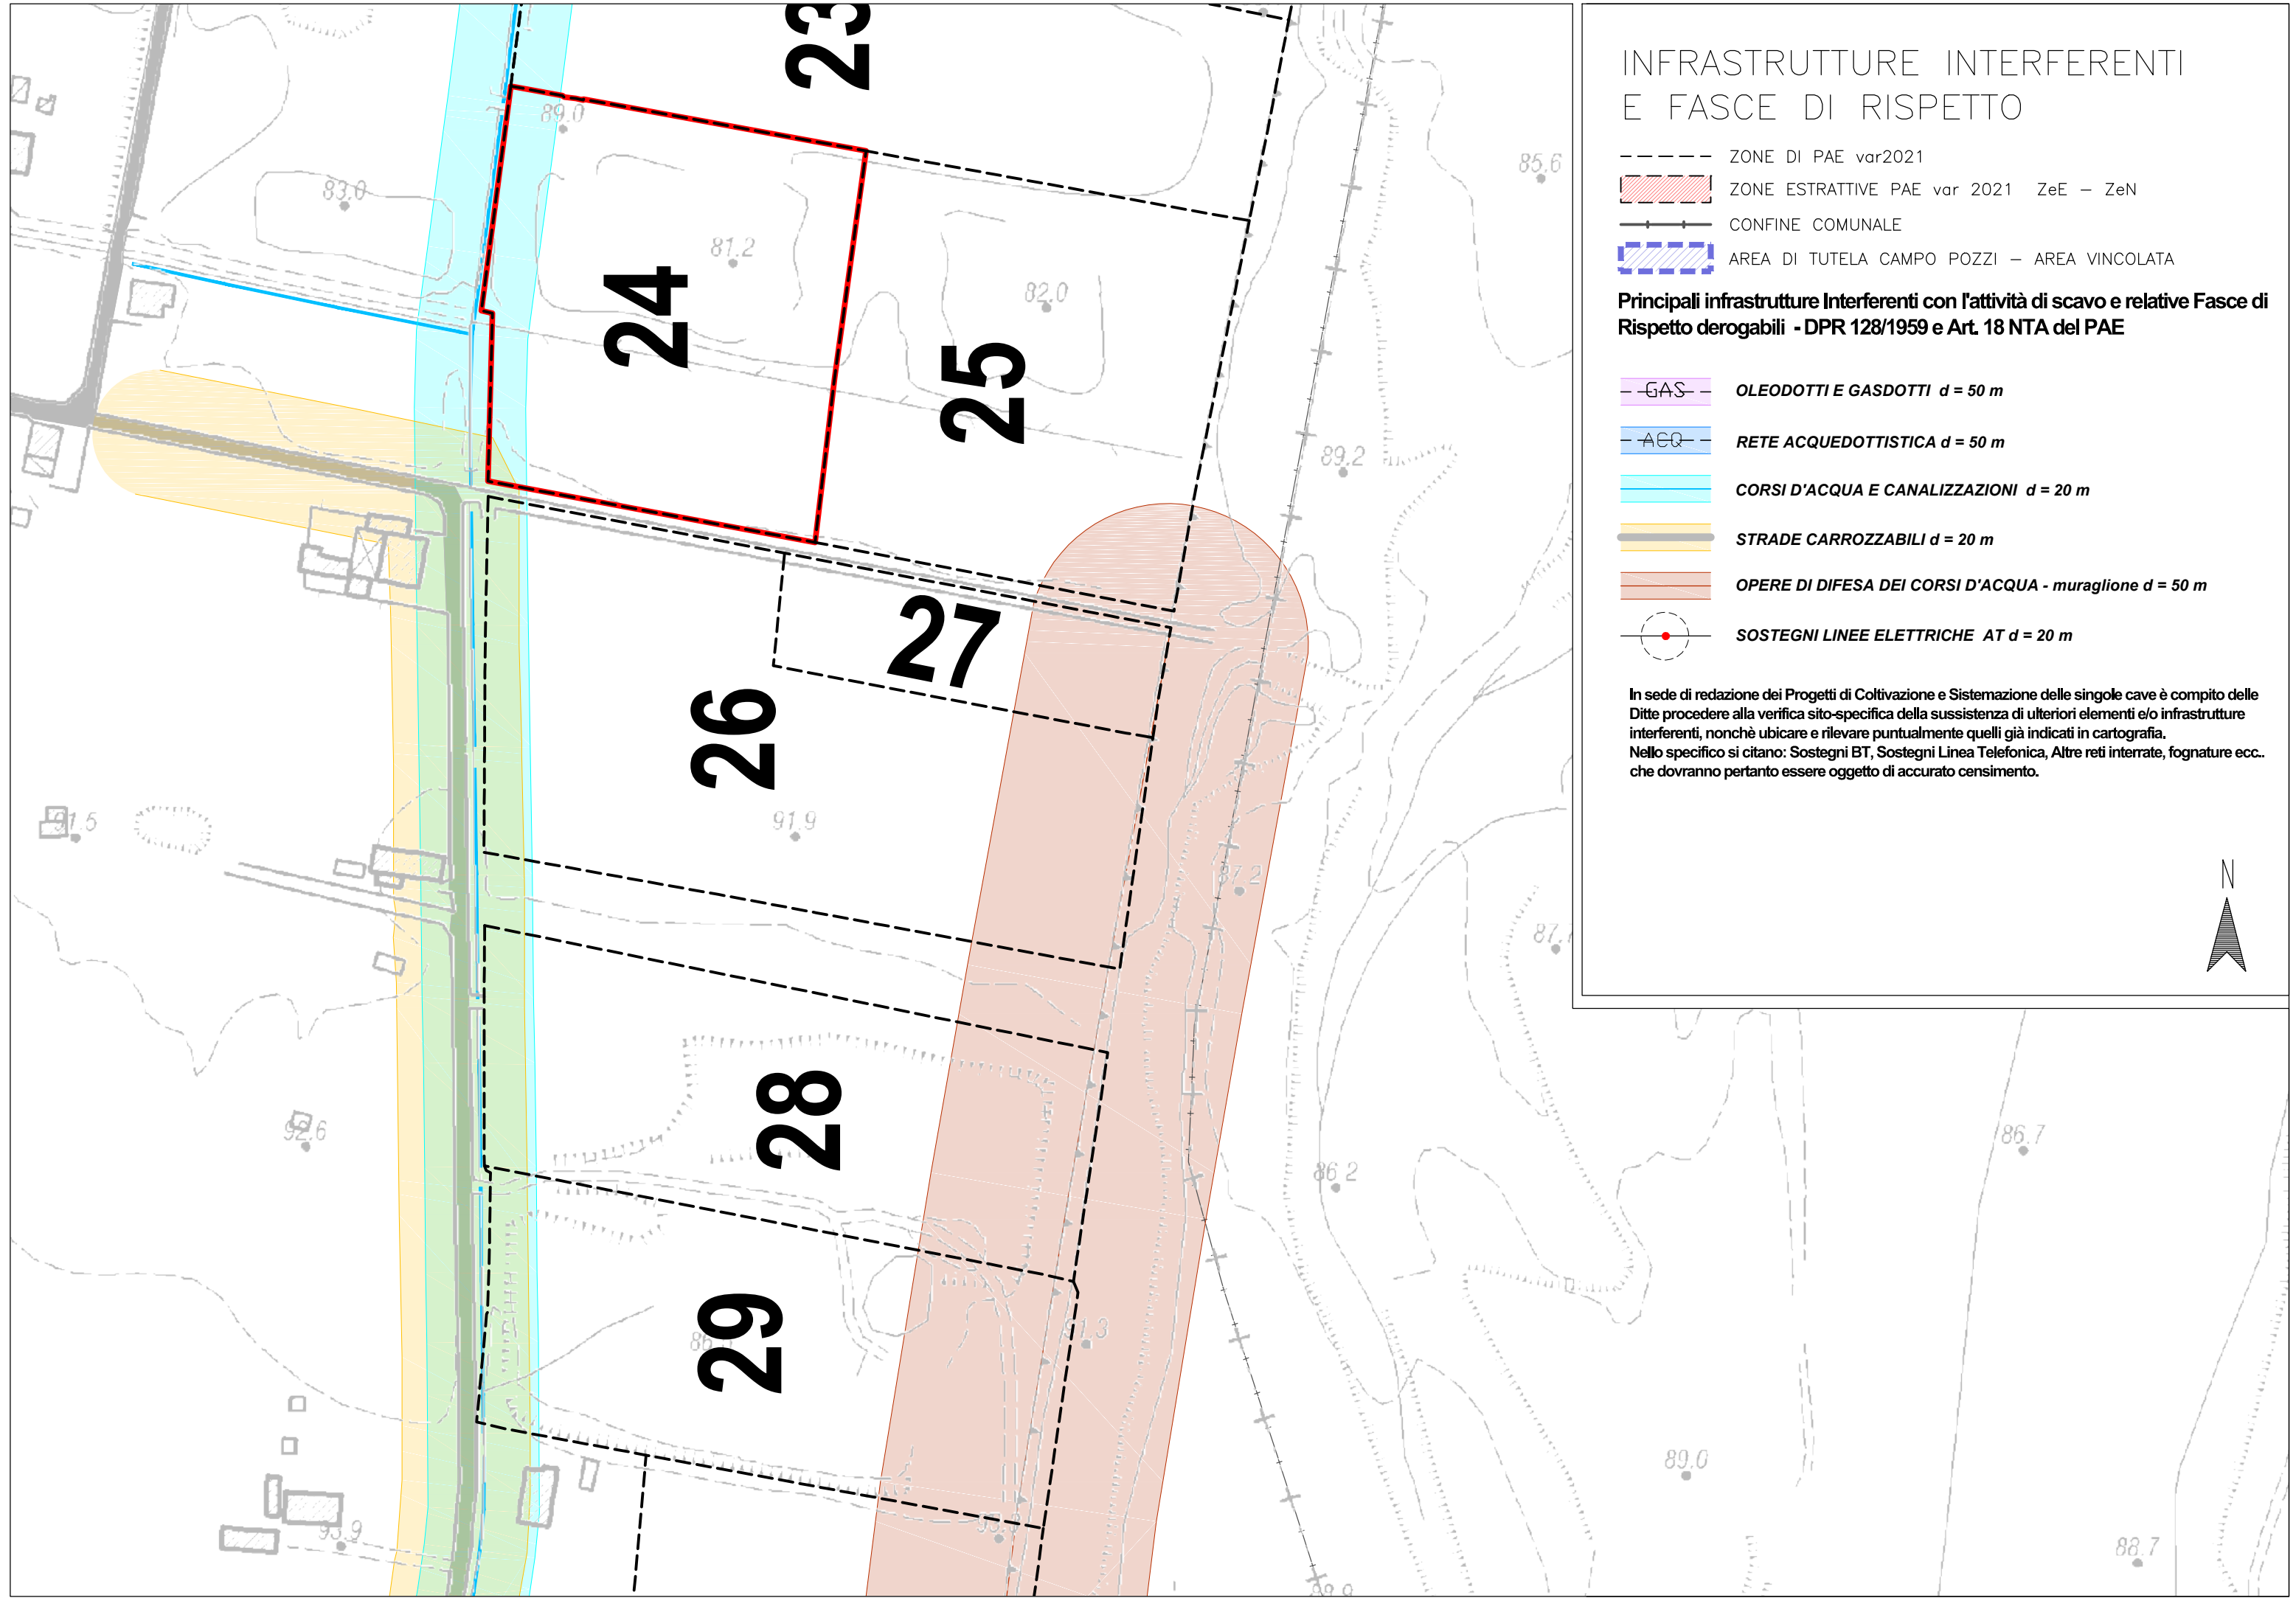 23
89.0
83.0
81.2
24
82.0
25
85.6
89.2
27
26
91.9
91.5
87.2
87.1
28
92.6
86.2
86.7
29
91.3
89.0
93.9
88.7
INFRASTRUTTURE INTERFERENTI
E FASCE DI RISPETTO
ZONE DI PAE var2021
ZONE ESTRATTIVE PAE var 2021 ZeE – ZeN
CONFINE COMUNALE
AREA DI TUTELA CAMPO POZZI – AREA VINCOLATA
Principali infrastrutture Interferenti con l'attività di scavo e relative Fasce di
Rispetto derogabili - DPR 128/1959 e Art. 18 NTA del PAE
GAS OLEODOTTI E GASDOTTI d = 50 m
ACQ RETE ACQUEDOTTISTICA d = 50 m
CORSI D'ACQUA E CANALIZZAZIONI d = 20 m
STRADE CARROZZABILI d = 20 m
OPERE DI DIFESA DEI CORSI D'ACQUA - muraglione d = 50 m
SOSTEGNI LINEE ELETTRICHE AT d = 20 m
In sede di redazione dei Progetti di Coltivazione e Sistemazione delle singole cave è compito delle
Ditte procedere alla verifica sito-specifica della sussistenza di ulteriori elementi e/o infrastrutture
interferenti, nonchè ubicare e rilevare puntualmente quelli già indicati in cartografia.
Nello specifico si citano: Sostegni BT, Sostegni Linea Telefonica, Altre reti interrate, fognature ecc..
che dovranno pertanto essere oggetto di accurato censimento.
N